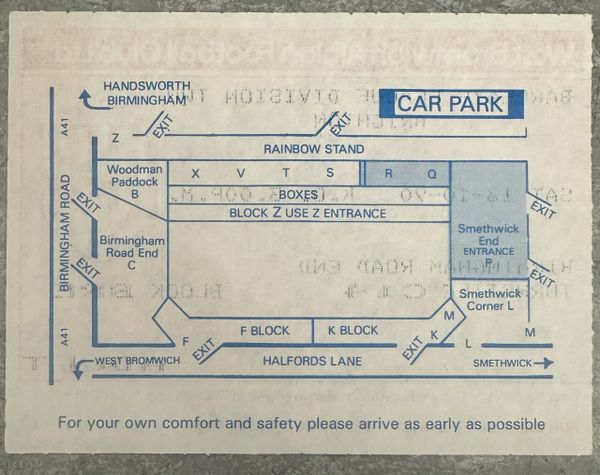 HANDSWORTH
BIRMINGHAM
CAR PARK
A41
Z
EXIT
EXIT
RAINBOW STAND
Woodman
Paddock
B
X V T S R Q
BOXES
BLOCK Z USE Z ENTRANCE
EXIT
EXIT
BIRMINGHAM ROAD
Birmingham
Road End
C
Smethwick
End
ENTRANCE
P
EXIT
EXIT
Smethwick
Corner L
M
F BLOCK
K BLOCK
A41
F
EXIT
EXIT
K
L
M
WEST BROMWICH
HALFORDS LANE
SMETHWICK
For your own comfort and safety please arrive as early as possible